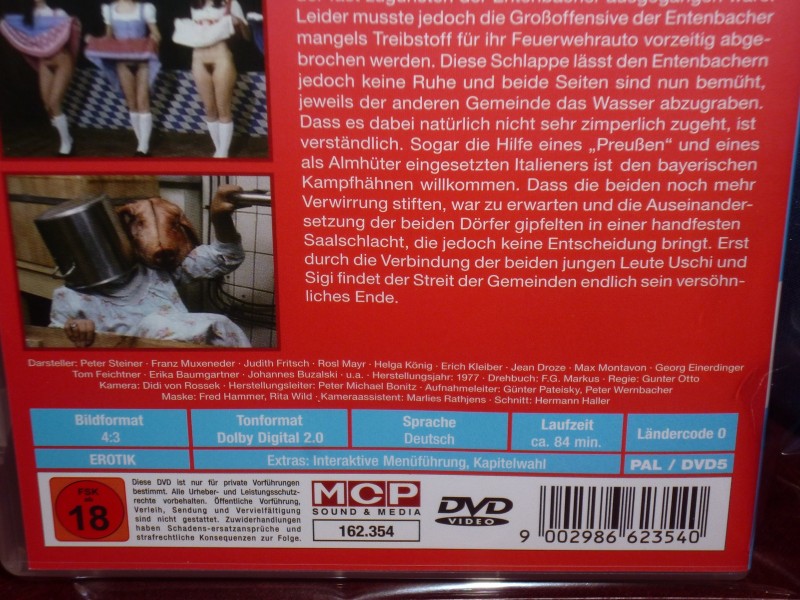 Leider musste jedoch die Großoffensive der Entenbacher
mangels Treibstoff für ihr Feuerwehrauto vorzeitig abge-
brochen werden. Diese Schlappe lässt den Entenbachern
jedoch keine Ruhe und beide Seiten sind nun bemüht,
jeweils der anderen Gemeinde das Wasser abzugraben.
Dass es dabei natürlich nicht sehr zimperlich zugeht, ist
verständlich. Sogar die Hilfe eines „Preußen“ und eines
als Almhüter eingesetzten Italieners ist den bayerischen
Kampfhähnen willkommen. Dass die beiden noch mehr
Verwirrung stiften, war zu erwarten und die Auseinander-
setzung der beiden Dörfer gipfelten in einer handfesten
Saalschlacht, die jedoch keine Entscheidung bringt. Erst
durch die Verbindung der beiden jungen Leute Uschi und
Sigi findet der Streit der Gemeinden endlich sein versöhn-
liches Ende.
Darsteller: Peter Steiner · Franz Muxeneder · Judith Fritsch · Rosl Mayr · Helga König · Erich Kleiber · Jean Droze · Max Montavon · Georg Einerdinger
Tom Feichtner · Erika Baumgartner · Johannes Buzalski · u.a. · Herstellungsjahr: 1977 · Drehbuch: F.G. Markus · Regie: Gunter Otto
Kamera: Didi von Rossek · Herstellungsleiter: Peter Michael Bonitz · Aufnahmeleiter: Günter Pateisky, Peter Wernbacher
Maske: Fred Hammer, Rita Wild · Kameraassistent: Marlies Rathjens · Schnitt: Hermann Haller
Bildformat
4:3
Tonformat
Dolby Digital 2.0
Sprache
Deutsch
Laufzeit
ca. 84 min.
Ländercode 0
EROTIK
Extras: Interaktive Menüführung, Kapitelwahl
PAL / DVD5
FSK
ab
18
Diese DVD ist nur für private Vorführungen
bestimmt. Alle Urheber- und Leistungsschutz-
rechte vorbehalten. Öffentliche Vorführung,
Verleih, Sendung und Vervielfältigung
sind nicht gestattet. Zuwiderhandlungen
haben Schadens-ersatzansprüche und
strafrechtliche Konsequenzen zur Folge.
MCP
SOUND & MEDIA
162.354
DVD
VIDEO
9 002986 623540